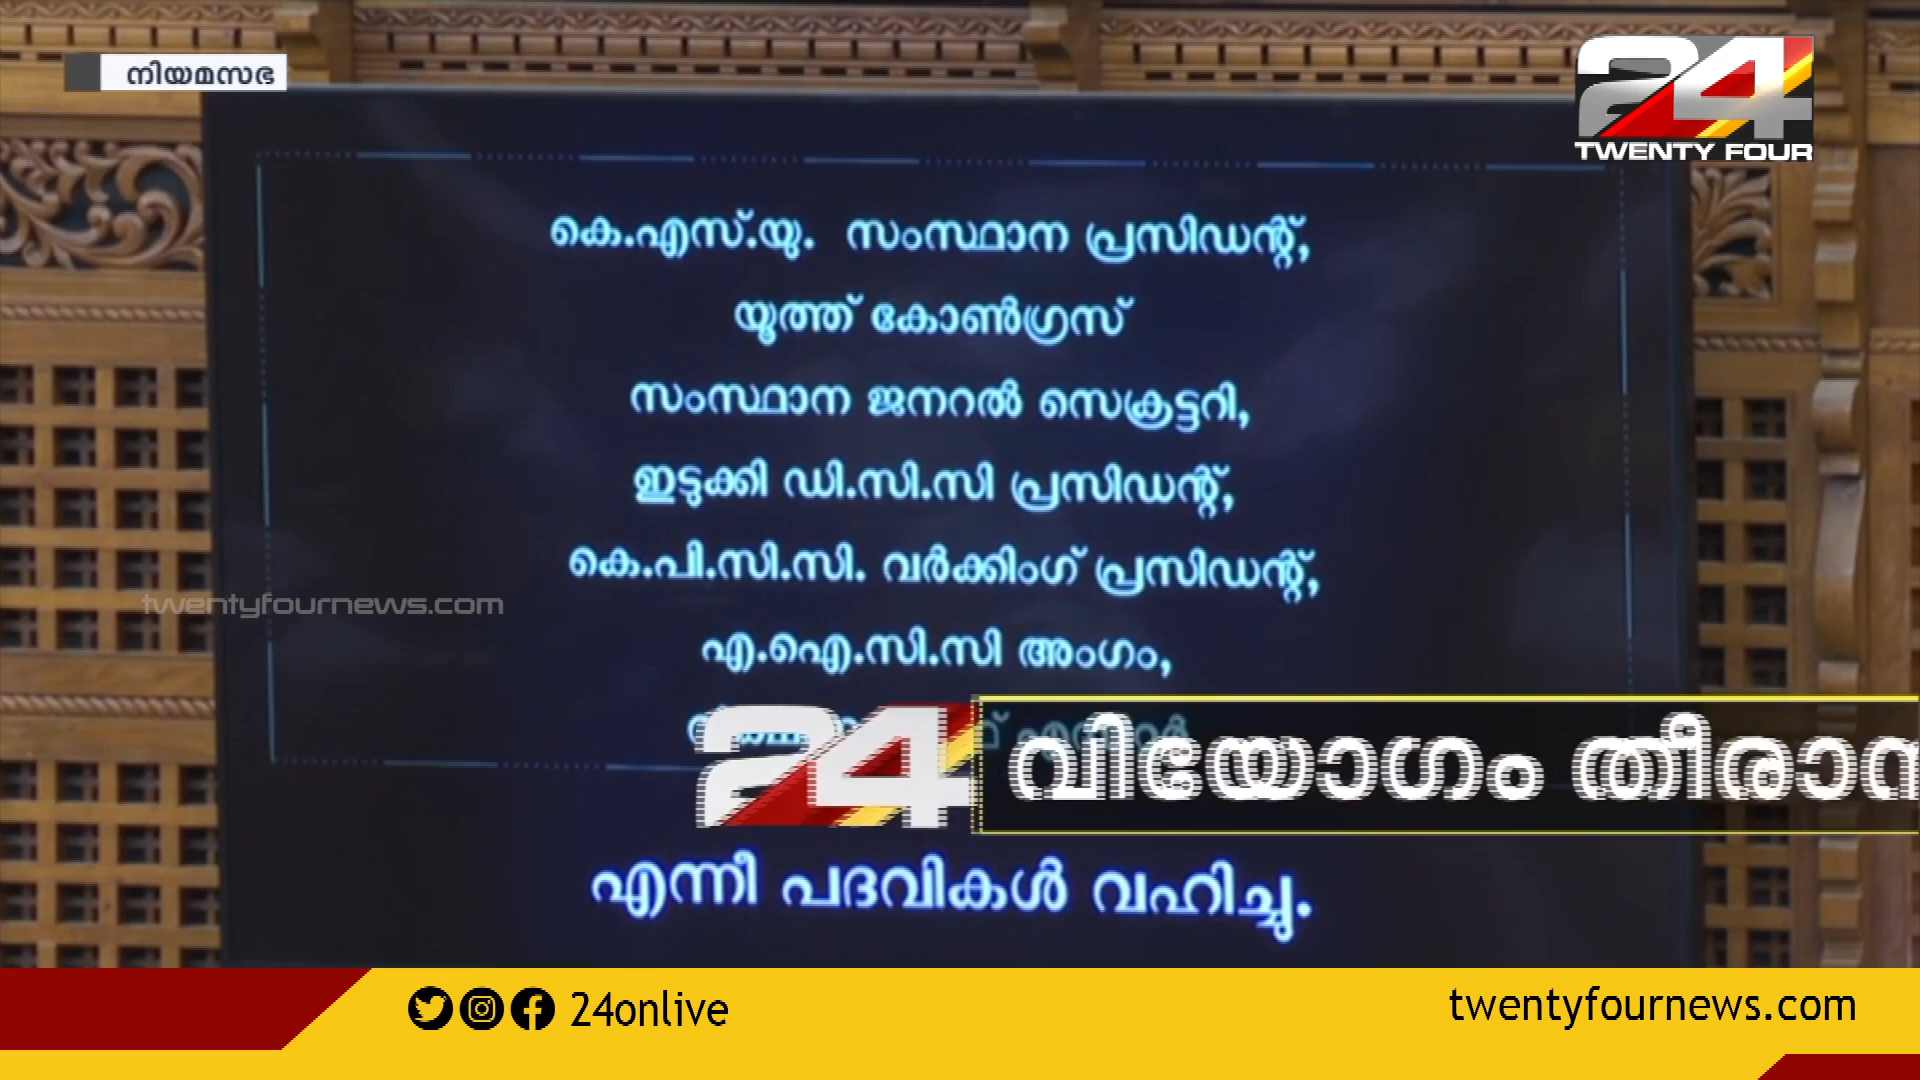 നിയമസഭ
24
TWENTY FOUR
കെ.എസ്.യു. സംസ്ഥാന പ്രസിഡന്റ്,
യൂത്ത് കോൺഗ്രസ്
സംസ്ഥാന ജനറൽ സെക്രട്ടറി,
ഇടുക്കി ഡി.സി.സി പ്രസിഡന്റ്,
കെ.പി.സി.സി. വർക്കിംഗ് പ്രസിഡന്റ്,
twentyfournews.com
എ.ഐ.സി.സി അംഗം,
24 വിയോഗം
എന്നീ പദവികൾ വഹിച്ചു.
24onlive
twentyfournews.com